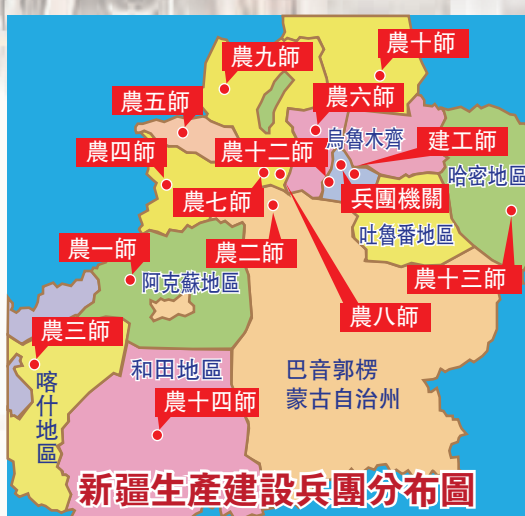 農十師
農九師
農六師
農五師
烏魯木齊
建工師
農四師
農十二師
哈密地區
兵團機關
農七師
吐魯番地區
農一師
農二師
農十三師
阿克蘇地區
農八師
農三師
和田地區
巴音郭楞
蒙古自治州
喀什地區
農十四師
新疆生產建設兵團分布圖